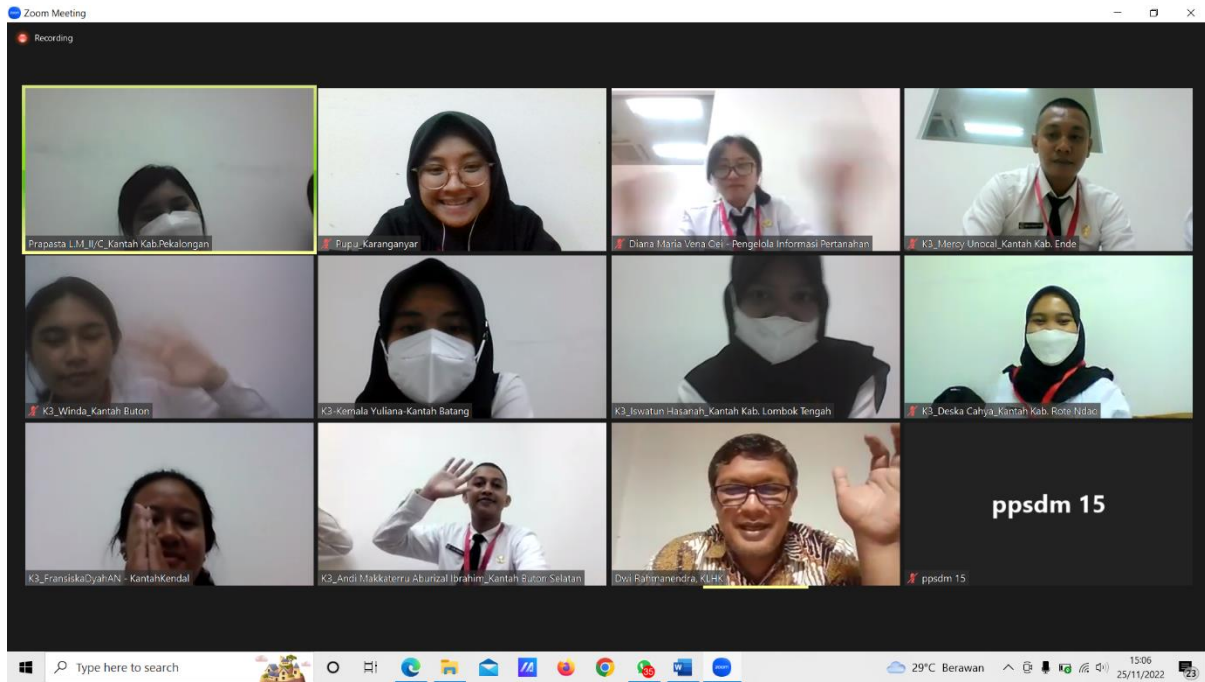 Zoom Meeting
Recording
Prapasta L.M_II/C_Kantah Kab.Pekalongan
Pupu_Karanganyar
Diana Maria Vena Oei - Pengelola Informasi Pertanahan
K3_Mercy Unocal_Kantah Kab. Ende
K3_Winda_Kantah Buton
K3-Kemala Yuliana-Kantah Batang
K3_Iswatun Hasanah_Kantah Kab. Lombok Tengah
K3_Deska Cahya_Kantah Kab. Rote Ndao
K3_FransiskaDyahAN - KantahKendal
K3_Andi Makkaterru Aburizal Ibrahim_Kantah Buton Selatan
Dwi Rahmanendra, KLHK
ppsdm 15
ppsdm 15
Type here to search
35
zoom
29°C Berawan
15:06
25/11/2022
23